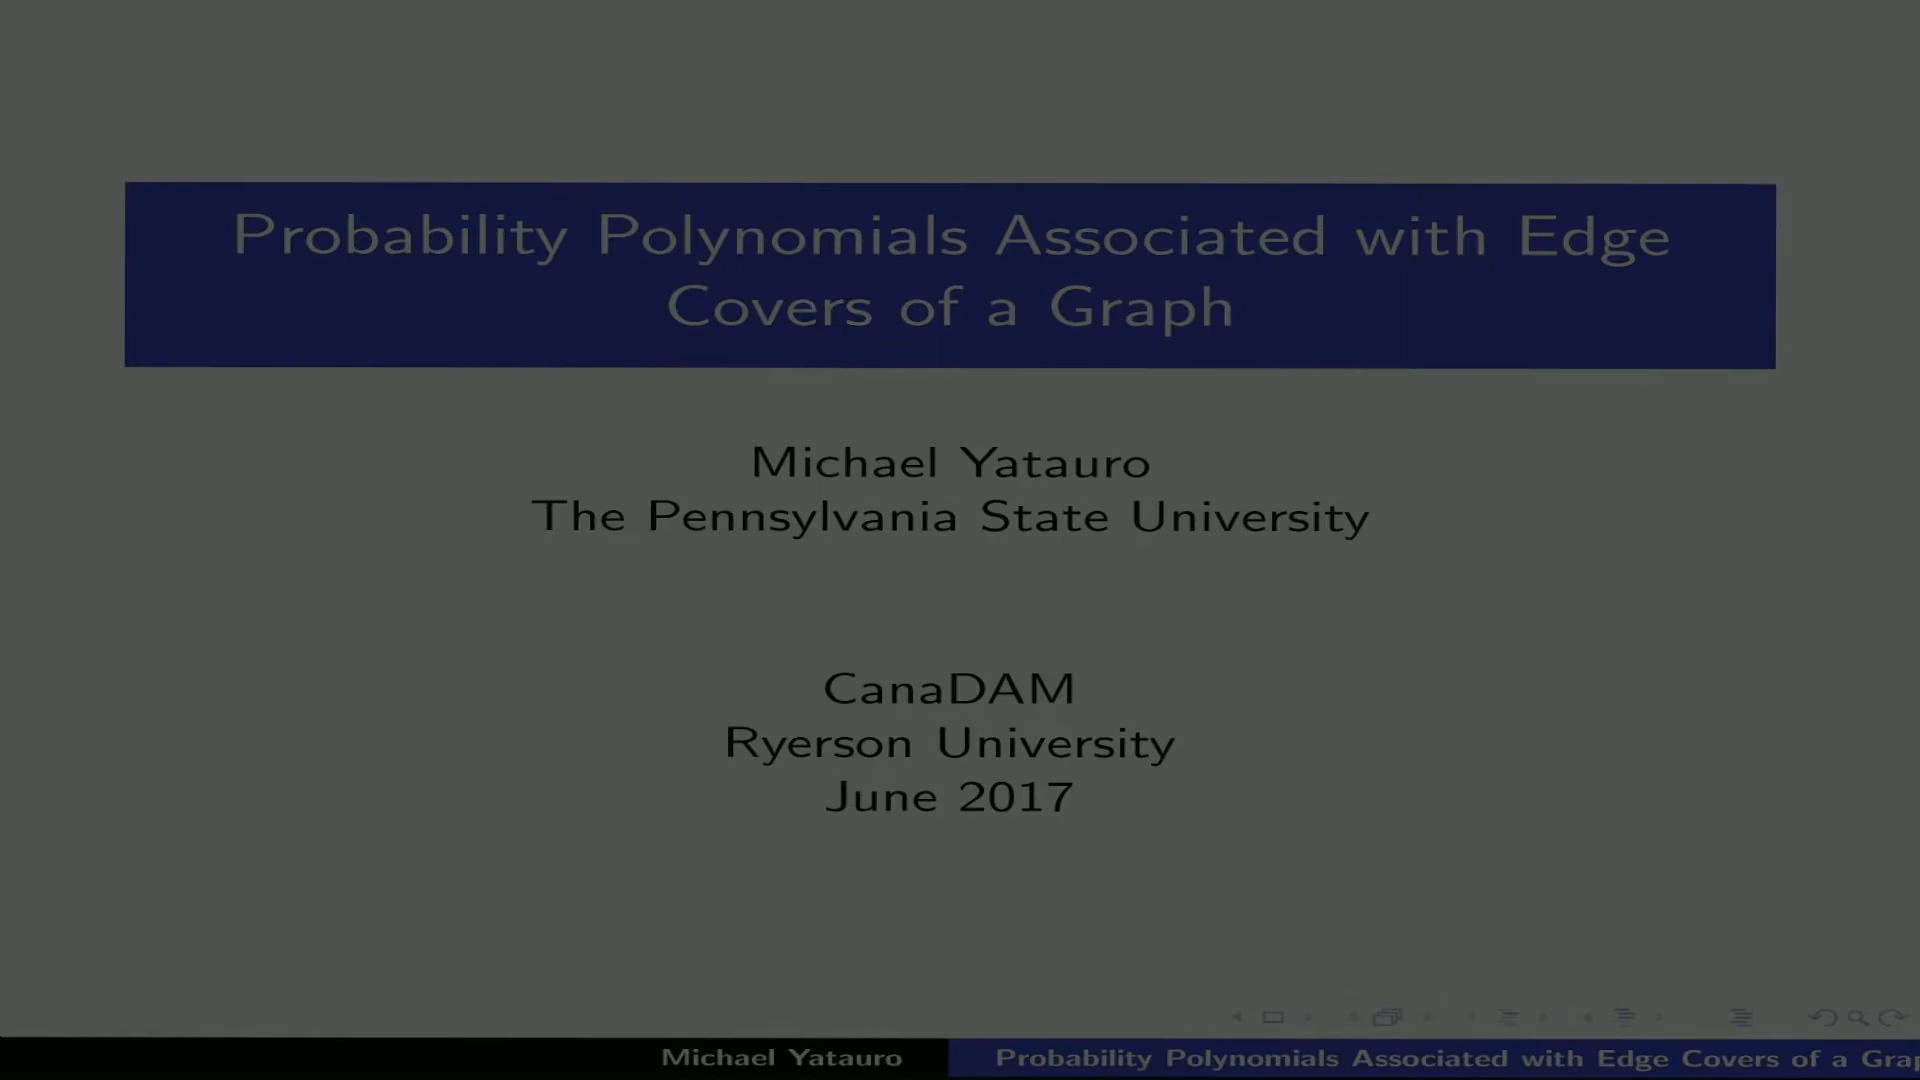 Probability Polynomials Associated with Edge
Covers of a Graph
Michael Yatauro
The Pennsylvania State University
CanaDAM
Ryerson University
June 2017
Michael Yatauro
Probability Polynomials Associated with Edge Covers of a Grap